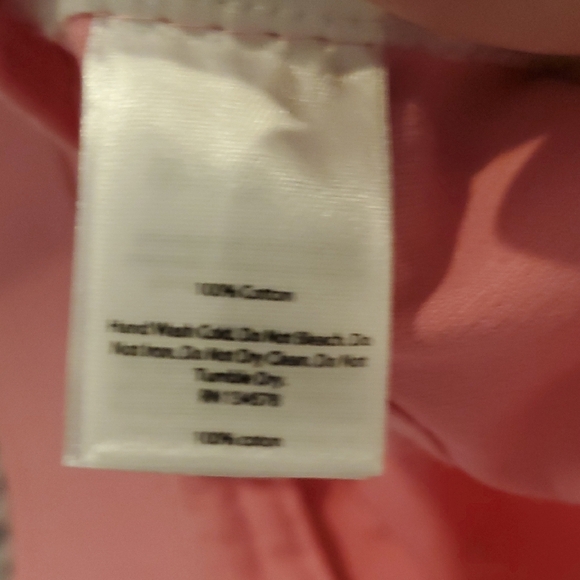 100% Cotton
Hand Wash Cold, Do Not Bleach, Do
Not Iron, Do Not Dry Clean, Do Not
Tumble Dry.
RN
100% cotton